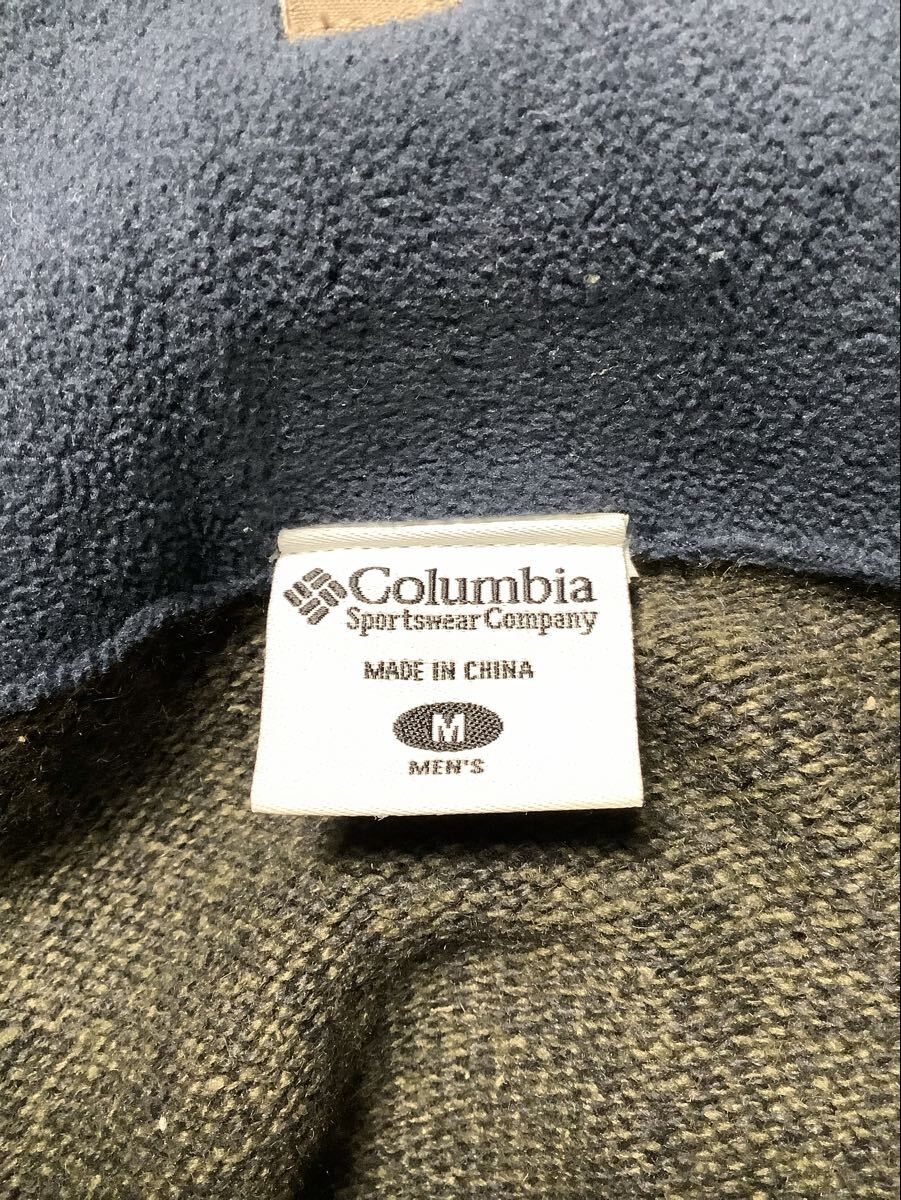 Columbia
Sportswear Company
MADE IN CHINA
M
MEN'S